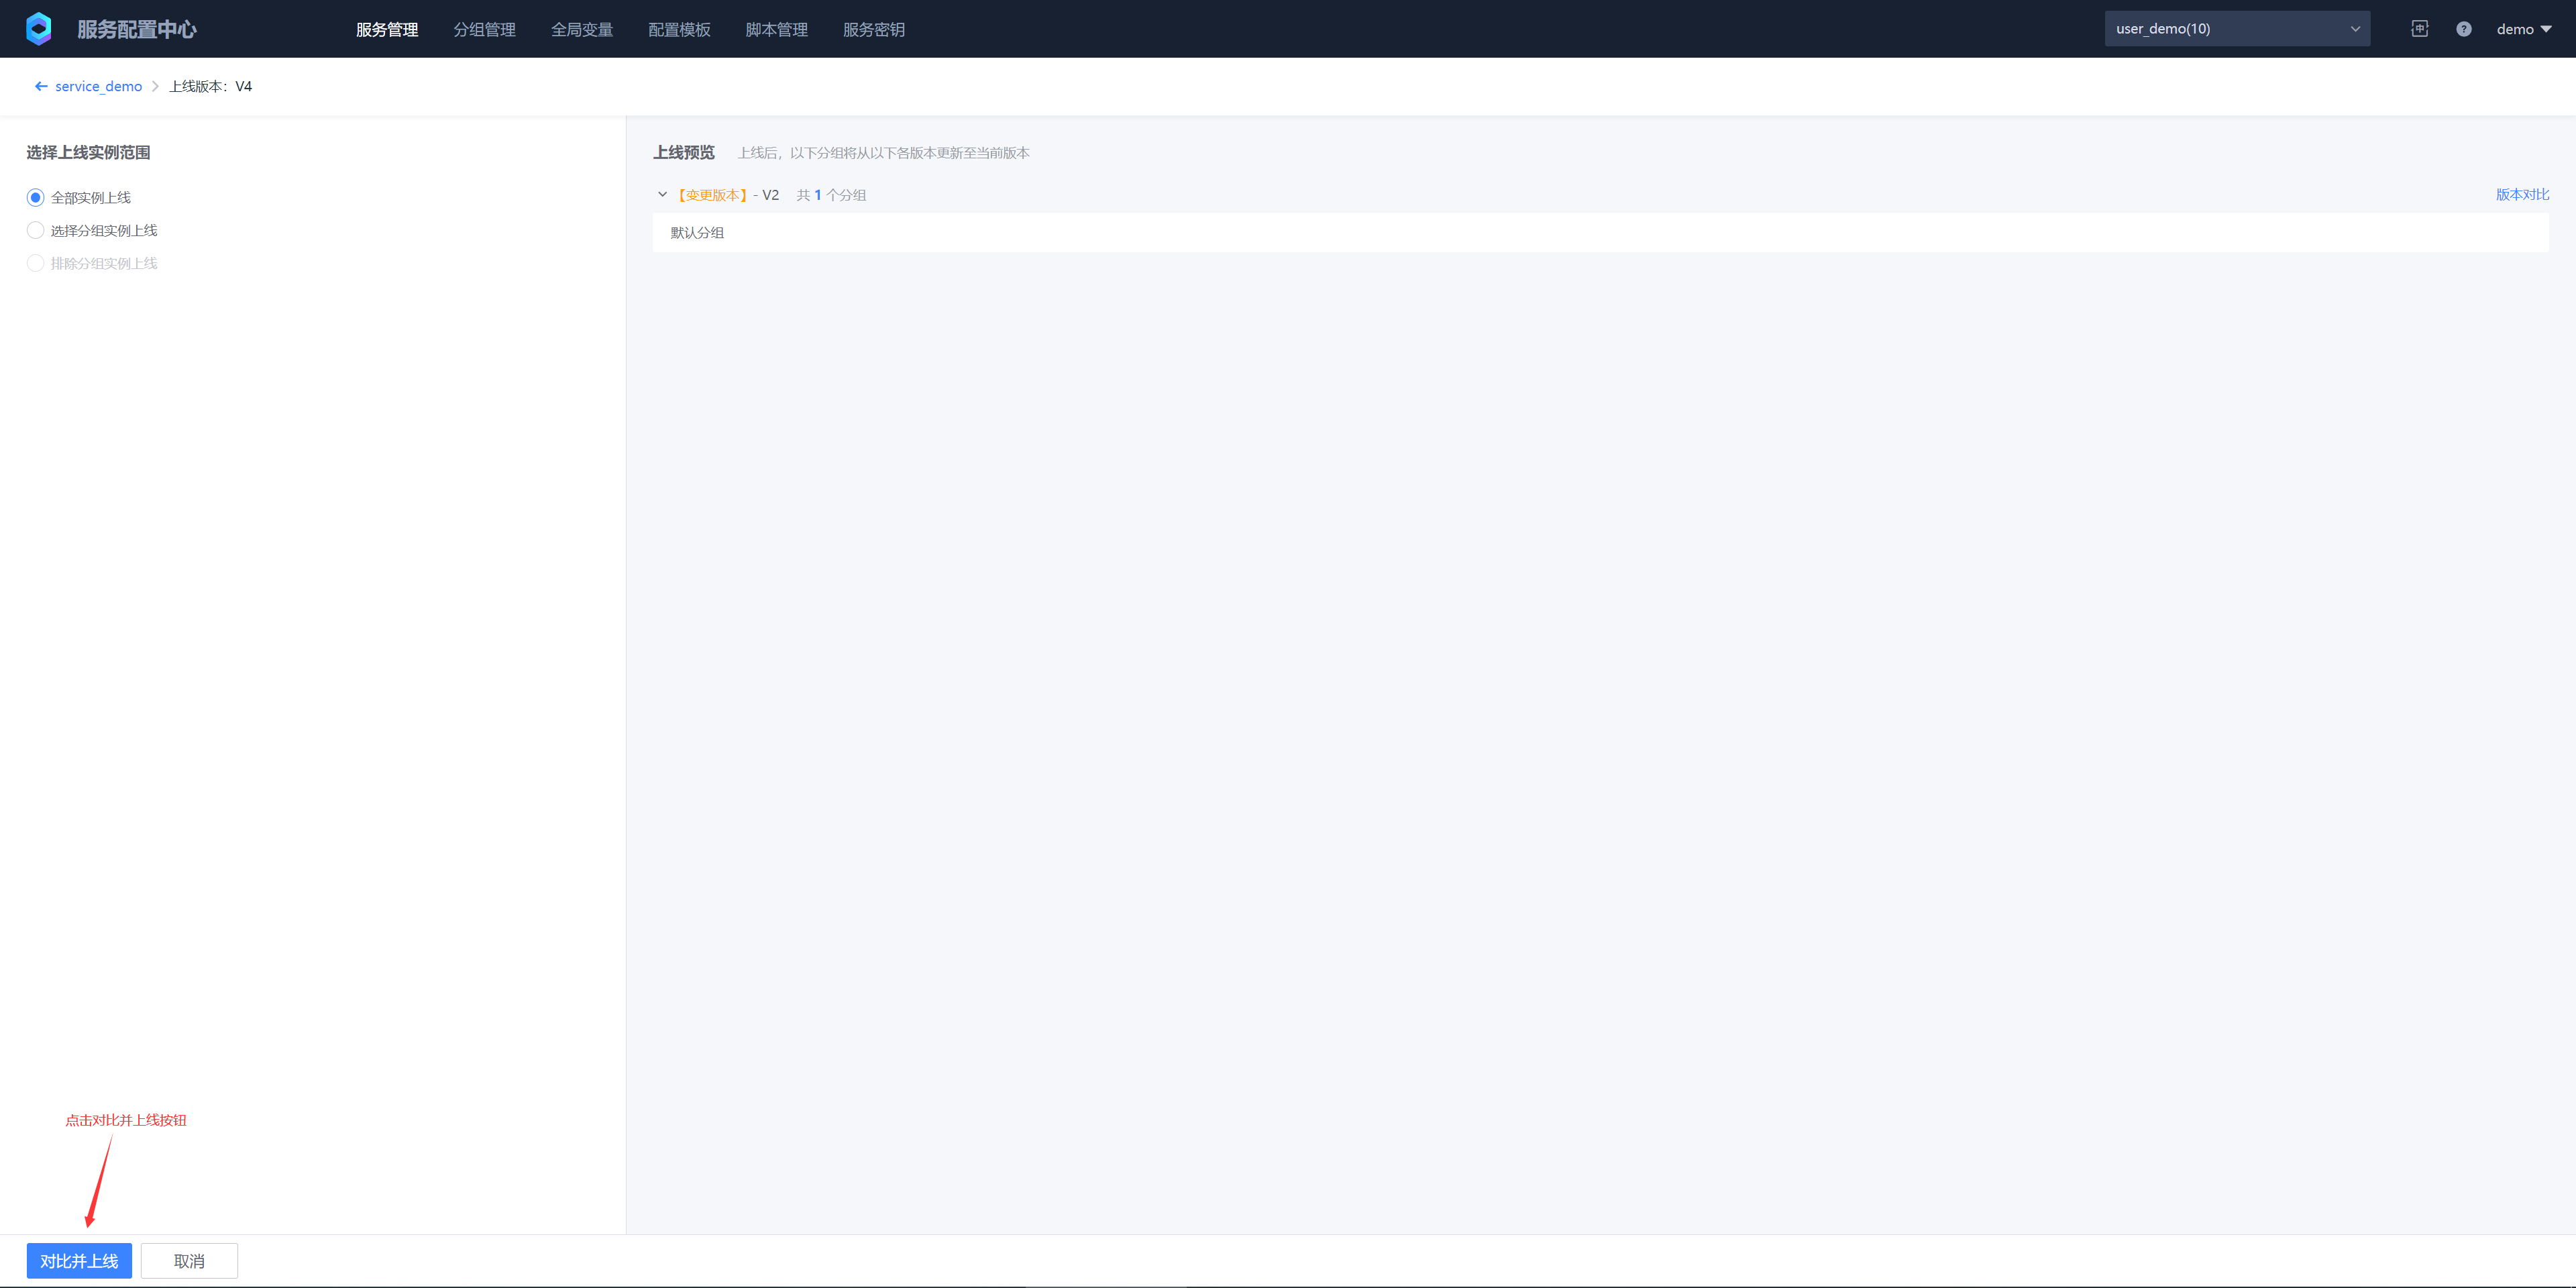 服务配置中心
服务管理 分组管理 全局变量 配置模板 脚本管理 服务密钥
user_demo(10)
中
?
demo
service_demo
上线版本：V4
选择上线实例范围
全部实例上线
选择分组实例上线
排除分组实例上线
上线预览 上线后，以下分组将从以下各版本更新至当前版本
【变更版本】- V2 共 1 个分组
版本对比
默认分组
点击对比并上线按钮
对比并上线
取消